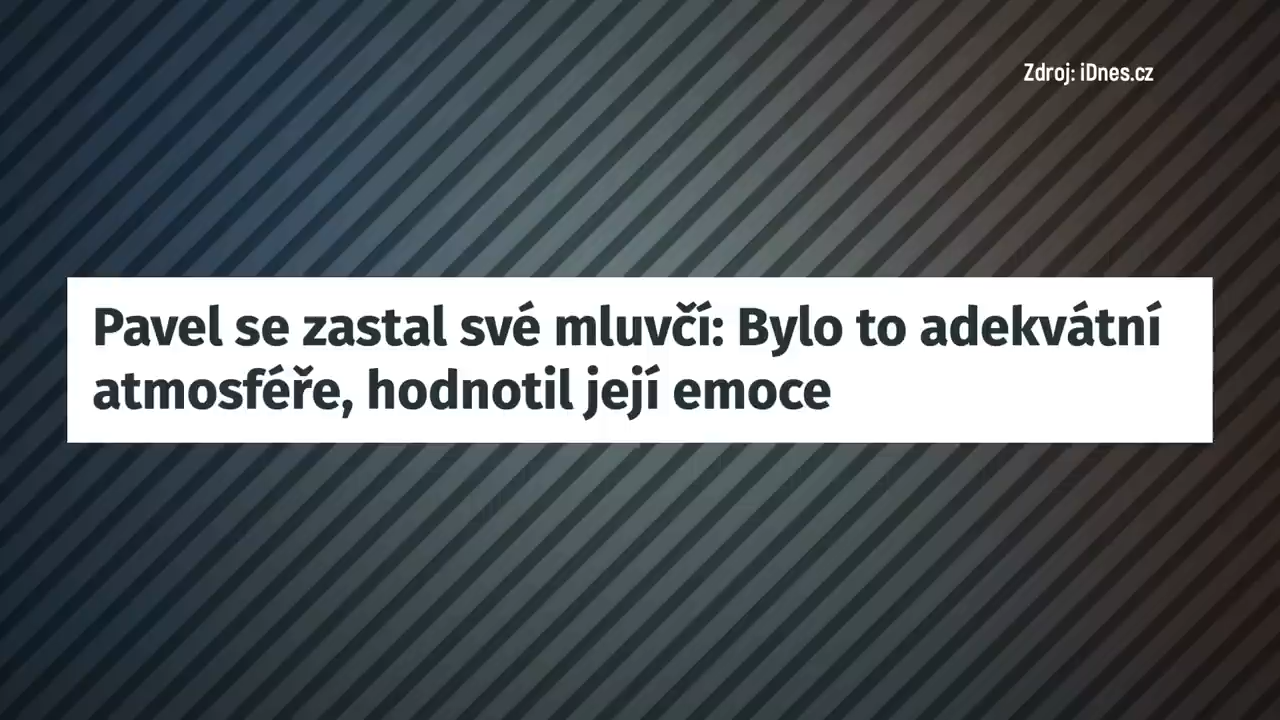 Zdroj: iDnes.cz
Pavel se zastal své mluvčí: Bylo to adekvátní
atmosféře, hodnotil její emoce